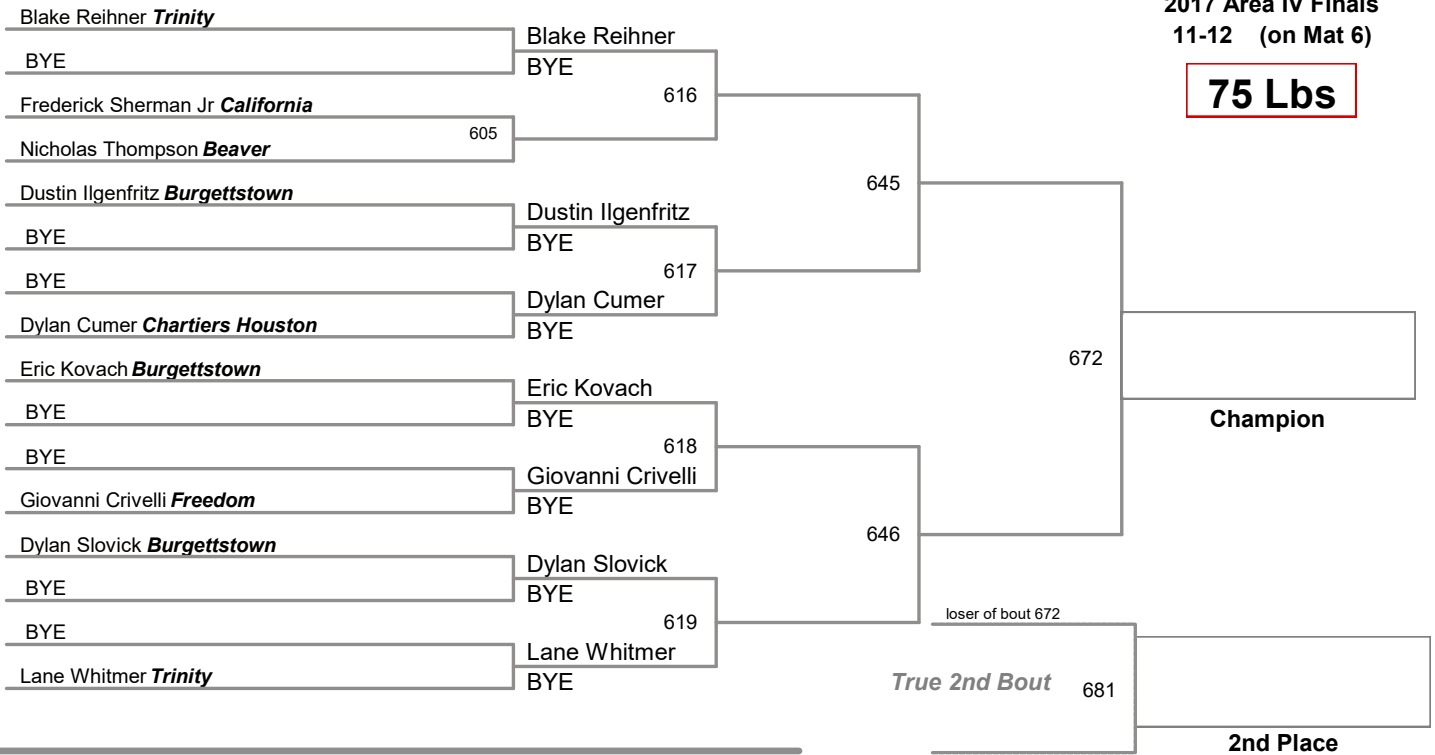 2017 Area IV Finals
11-12 (on Mat 6)
75 Lbs
Blake Reihner Trinity
BYE
Frederick Sherman Jr California
605
Nicholas Thompson Beaver
Dustin Ilgenfritz Burgettstown
BYE
BYE
Dylan Cumer Chartiers Houston
Eric Kovach Burgettstown
BYE
BYE
Giovanni Crivelli Freedom
Dylan Slovick Burgettstown
BYE
BYE
Lane Whitmer Trinity
Blake Reihner
BYE
616
Dustin Ilgenfritz
BYE
617
Dylan Cumer
BYE
Eric Kovach
BYE
618
Giovanni Crivelli
BYE
Dylan Slovick
BYE
619
Lane Whitmer
BYE
645
646
672
Champion
loser of bout 672
True 2nd Bout 681
2nd Place